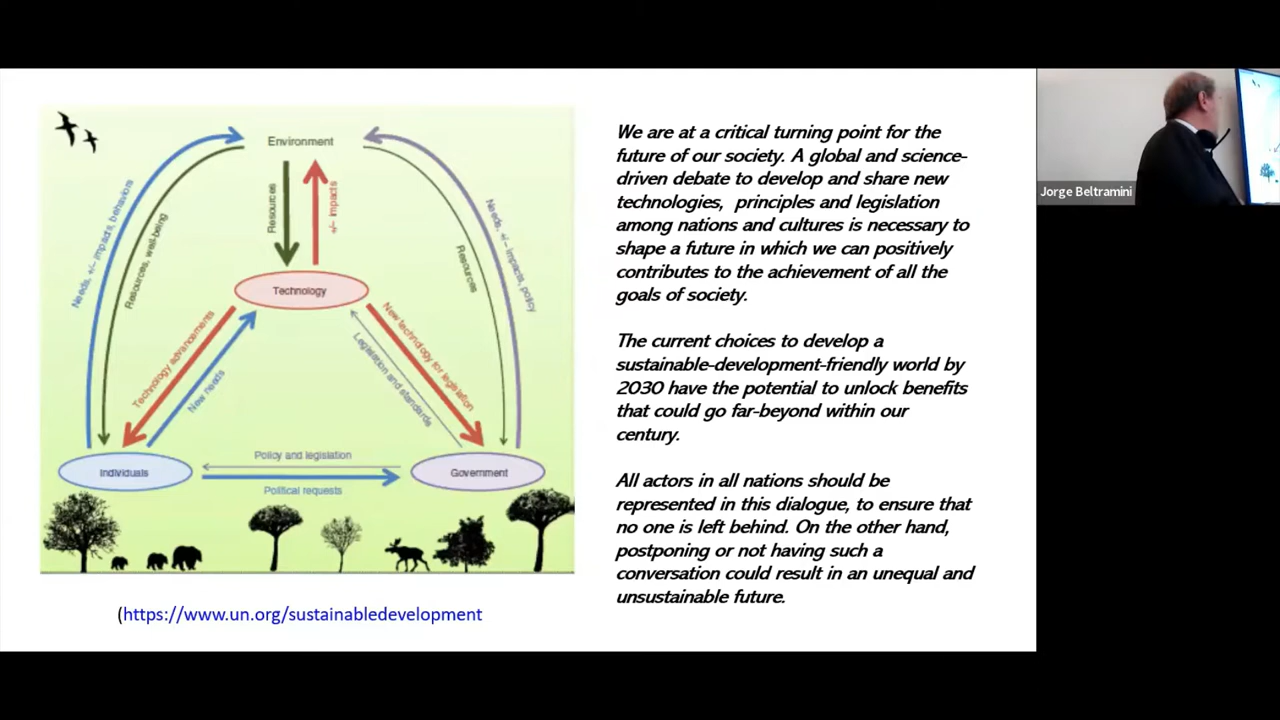 Environment
Resources
+/– impacts
Needs, +/– impacts, behaviors
Resources, well-being
Resources
Needs, +/– impacts, policy
Technology
Technology advancements
New needs
New technology for legislation
Legislation and standards
Individuals
Policy and legislation
Political requests
Government
(https://www.un.org/sustainabledevelopment
We are at a critical turning point for the
future of our society. A global and science-
driven debate to develop and share new
technologies, principles and legislation
among nations and cultures is necessary to
shape a future in which we can positively
contributes to the achievement of all the
goals of society.
The current choices to develop a
sustainable-development-friendly world by
2030 have the potential to unlock benefits
that could go far-beyond within our
century.
All actors in all nations should be
represented in this dialogue, to ensure that
no one is left behind. On the other hand,
postponing or not having such a
conversation could result in an unequal and
unsustainable future.
Jorge Beltramini